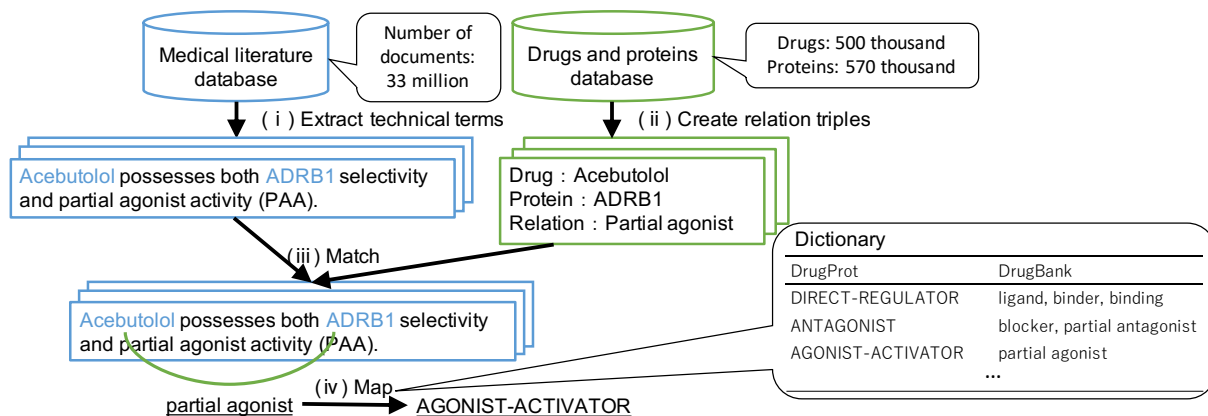 Medical literature
database
Number of
documents:
33 million
Drugs and proteins
database
Drugs: 500 thousand
Proteins: 570 thousand
(ⅰ) Extract technical terms
(ⅱ) Create relation triples
Acebutolol possesses both ADRB1 selectivity
and partial agonist activity (PAA).
Drug：Acebutolol
Protein：ADRB1
Relation：Partial agonist
(ⅲ) Match
Acebutolol possesses both ADRB1 selectivity
and partial agonist activity (PAA).
(ⅳ) Map
partial agonist
AGONIST-ACTIVATOR
Dictionary
DrugProt DrugBank
DIRECT-REGULATOR ligand, binder, binding
ANTAGONIST blocker, partial antagonist
AGONIST-ACTIVATOR partial agonist
...